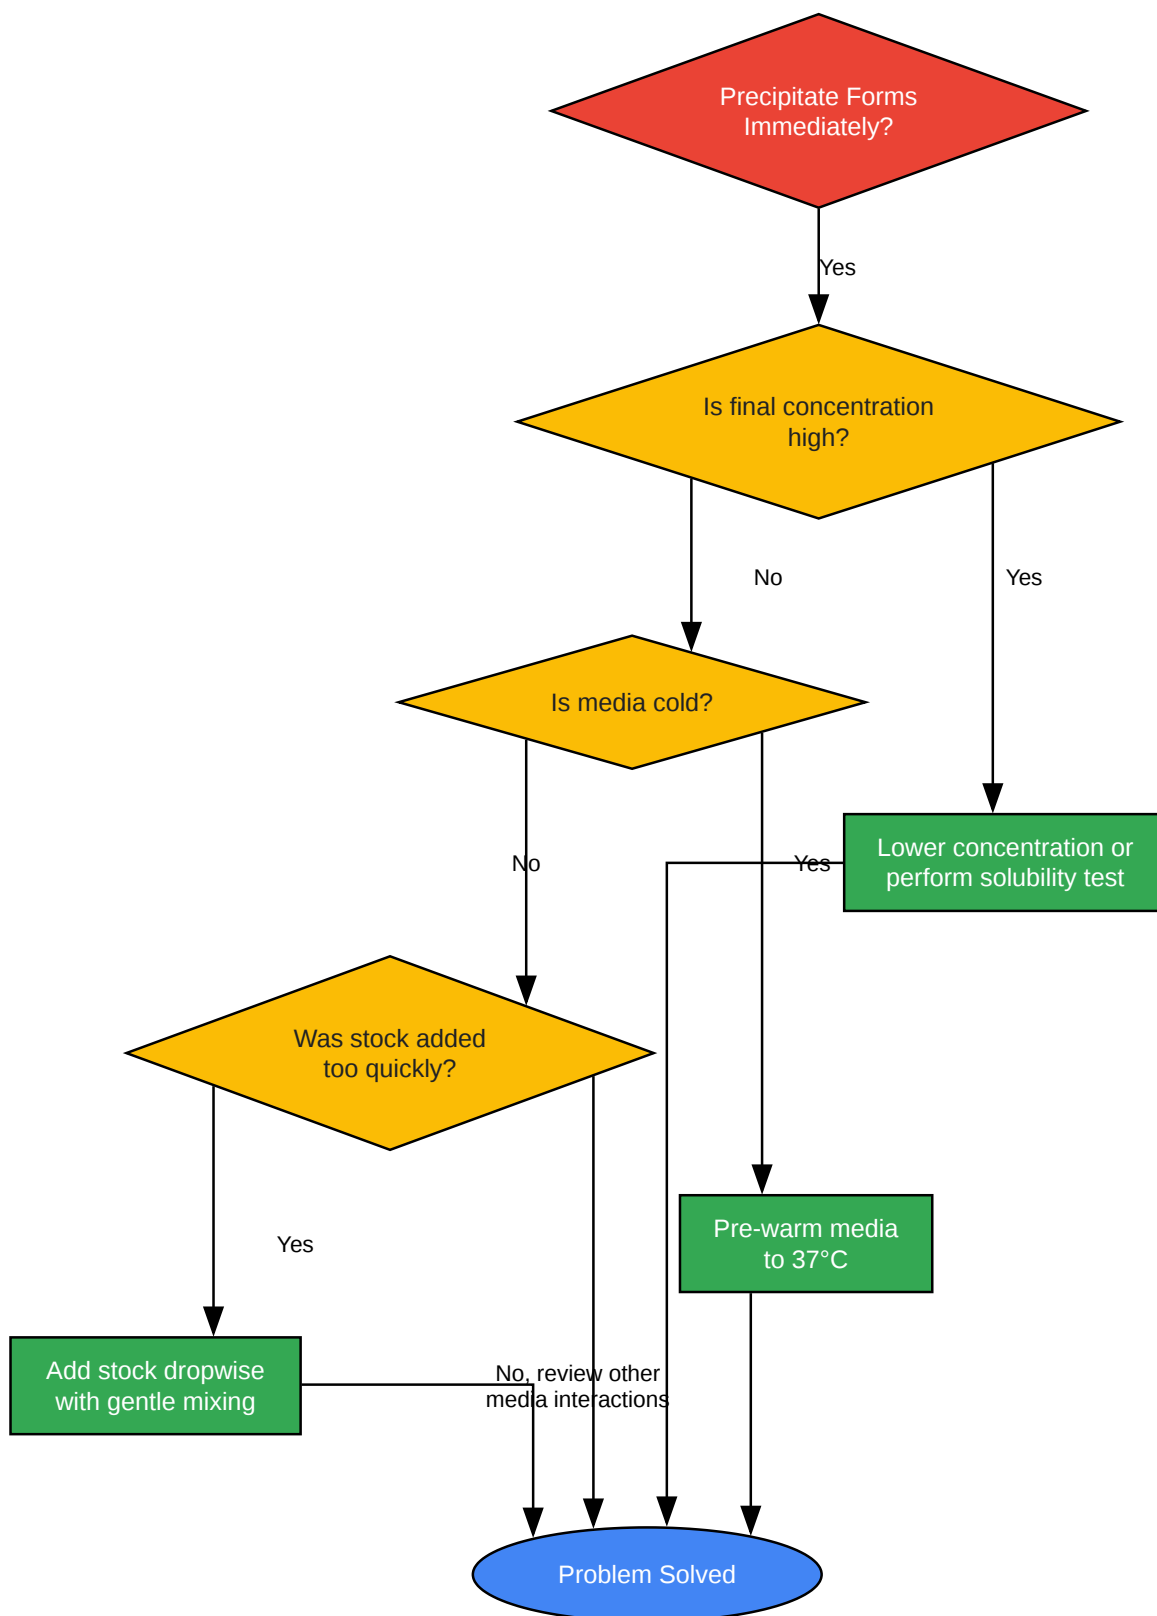 Precipitate Forms
Immediately?
Yes
Is final concentration
high?
No
Yes
Is media cold?
No
Yes
Lower concentration or
perform solubility test
Was stock added
too quickly?
Yes
Pre-warm media
to 37°C
Add stock dropwise
with gentle mixing
No, review other
media interactions
Problem Solved